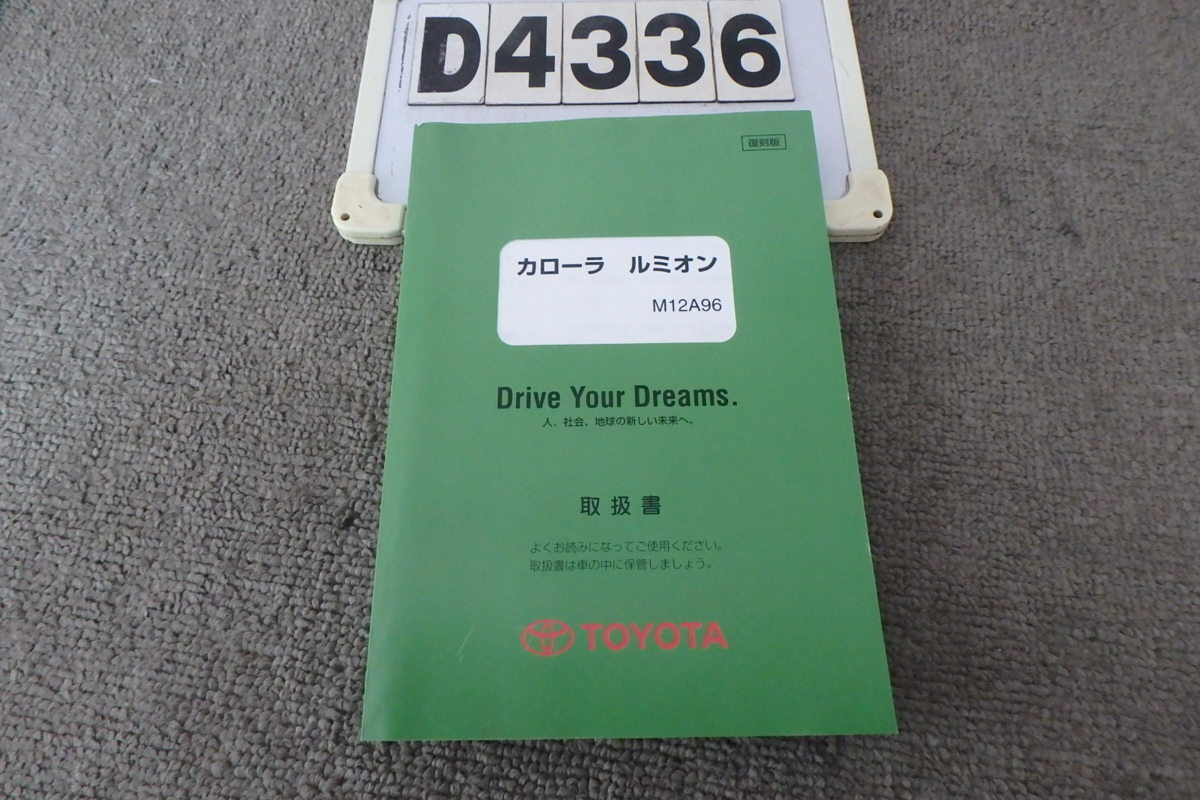 D4336
復刻版
カローラ ルミオン
M12A96
Drive Your Dreams.
人、社会、地球の新しい未来へ。
取扱書
よくお読みになってご使用ください。
取扱書は車の中に保管しましょう。
TOYOTA